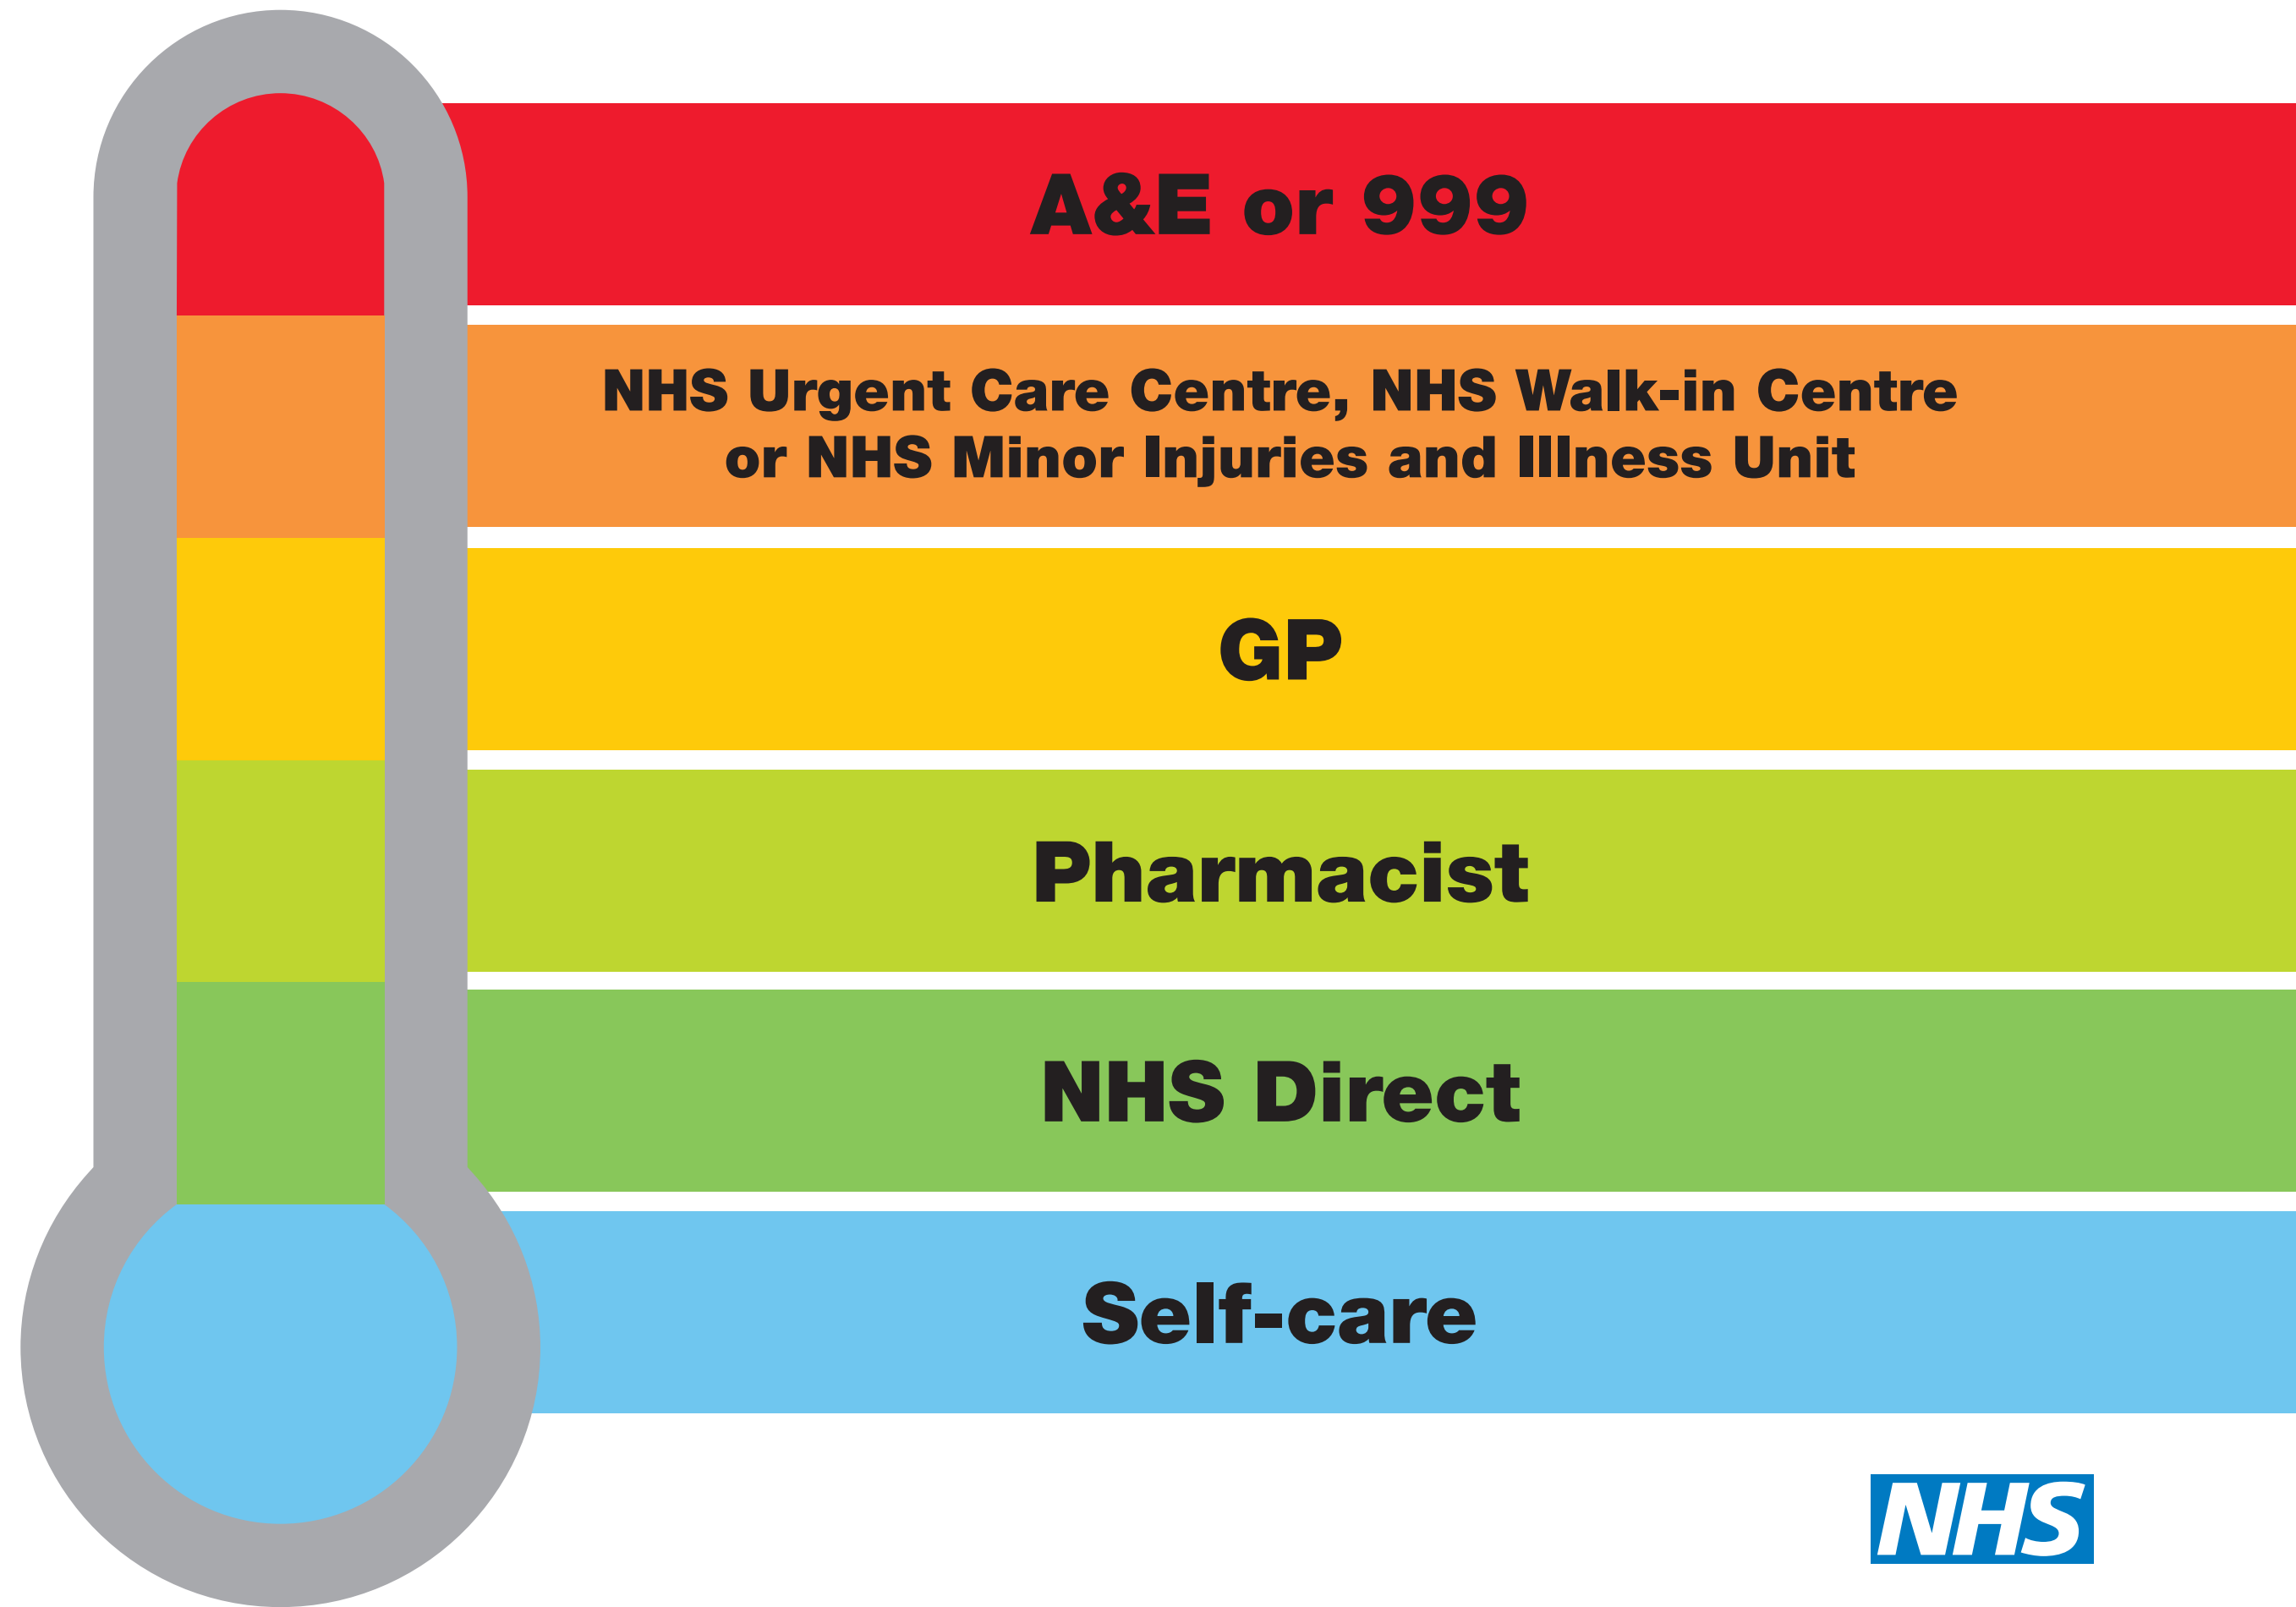 A&E or 999
NHS Urgent Care Centre, NHS Walk-in Centre
or NHS Minor Injuries and Illness Unit
GP
Pharmacist
NHS Direct
Self-care
NHS